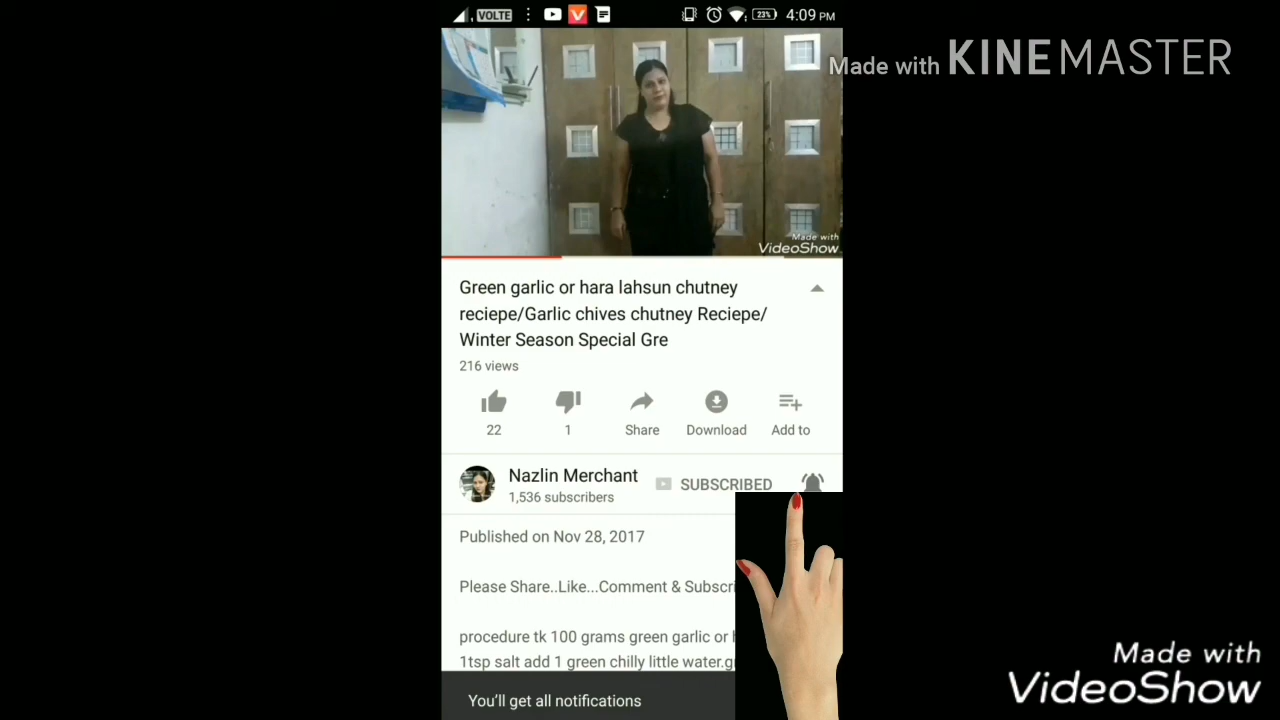 VOLTE
23%
4:09 PM
Made with KINEMASTER
Made with
VideoShow
Green garlic or hara lahsun chutney
reciepe/Garlic chives chutney Reciepe/
Winter Season Special Gre
216 views
22
1
Share
Download
Add to
Nazlin Merchant
SUBSCRIBED
1,536 subscribers
Published on Nov 28, 2017
Please Share..Like...Comment &
procedure tk 100 grams green garlic or
1tsp salt add 1 green chilly little
You'll get all notifications
Made with
VideoShow